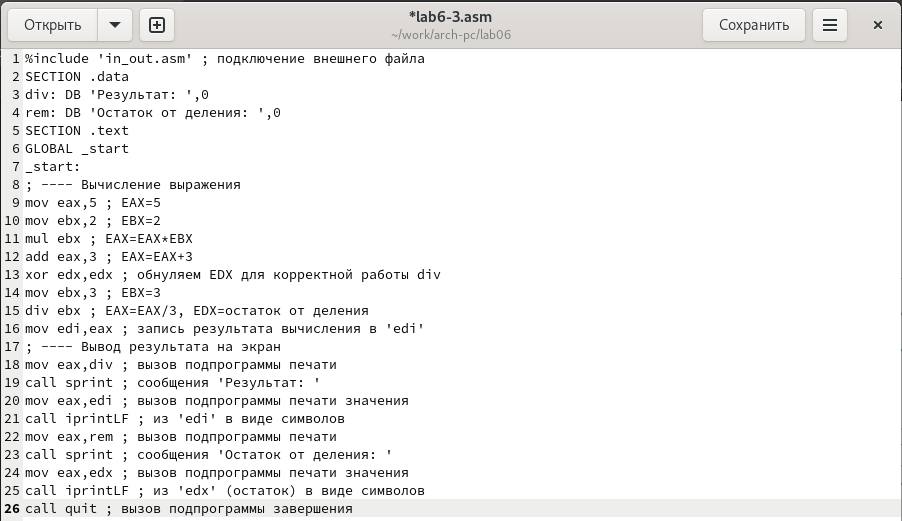 Открыть
*lab6-3.asm
~/work/arch-pc/lab06
Сохранить
1 %include 'in_out.asm' ; подключение внешнего файла
2 SECTION .data
3 div: DB 'Результат: ',0
4 rem: DB 'Остаток от деления: ',0
5 SECTION .text
6 GLOBAL _start
7 _start:
8 ; ---- Вычисление выражения
9 mov eax,5 ; EAX=5
10 mov ebx,2 ; EBX=2
11 mul ebx ; EAX=EAX*EBX
12 add eax,3 ; EAX=EAX+3
13 xor edx,edx ; обнуляем EDX для корректной работы div
14 mov ebx,3 ; EBX=3
15 div ebx ; EAX=EAX/3, EDX=остаток от деления
16 mov edi,eax ; запись результата вычисления в 'edi'
17 ; ---- Вывод результата на экран
18 mov eax,div ; вызов подпрограммы печати
19 call sprint ; сообщения 'Результат: '
20 mov eax,edi ; вызов подпрограммы печати значения
21 call iprintLF ; из 'edi' в виде символов
22 mov eax,rem ; вызов подпрограммы печати
23 call sprint ; сообщения 'Остаток от деления: '
24 mov eax,edx ; вызов подпрограммы печати значения
25 call iprintLF ; из 'edx' (остаток) в виде символов
26 call quit ; вызов подпрограммы завершения